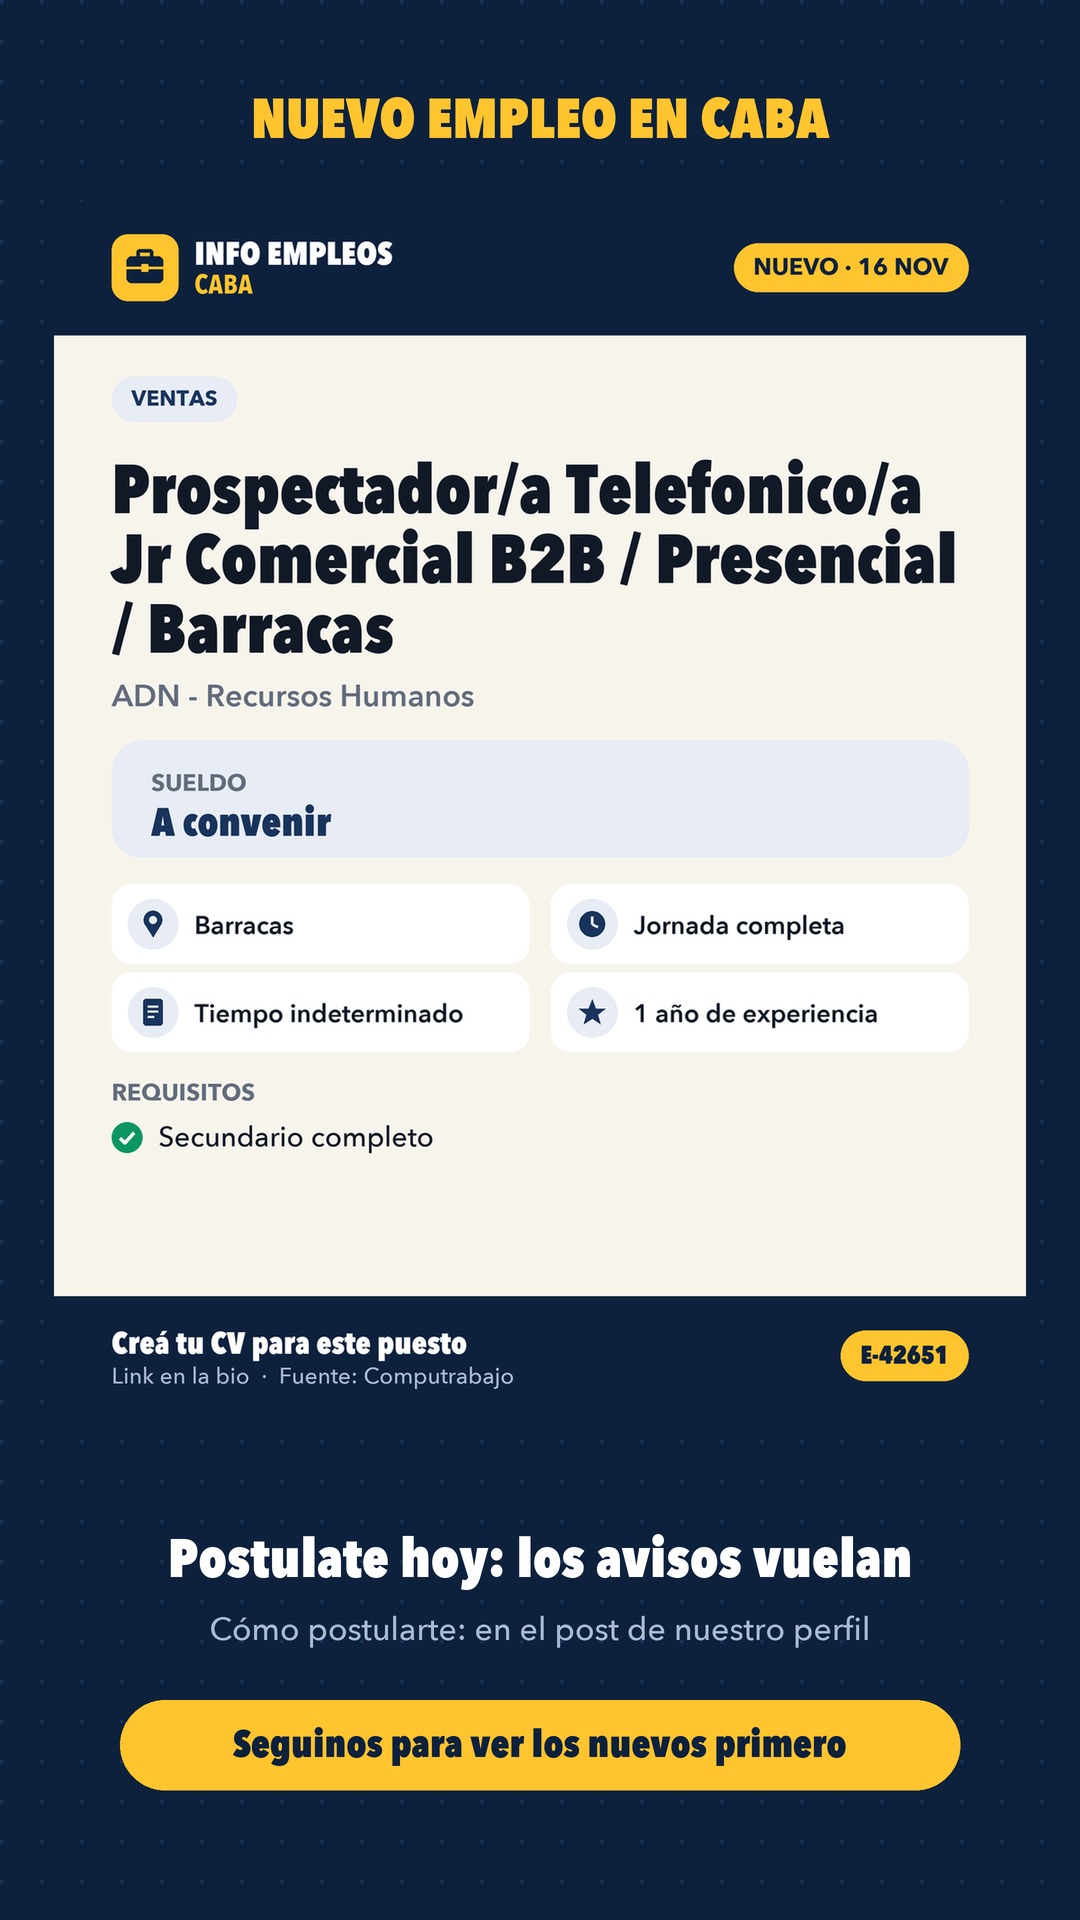 NUEVO EMPLEO EN CABA
INFO EMPLEOS
CABA
NUEVO · 16 NOV
VENTAS
Prospectador/a Telefonico/a
Jr Comercial B2B / Presencial
/ Barracas
ADN - Recursos Humanos
SUELDO
A convenir
Barracas
Jornada completa
Tiempo indeterminado
1 año de experiencia
REQUISITOS
Secundario completo
Creá tu CV para este puesto
Link en la bio · Fuente: Computrabajo
E-42651
Postulate hoy: los avisos vuelan
Cómo postularte: en el post de nuestro perfil
Seguinos para ver los nuevos primero